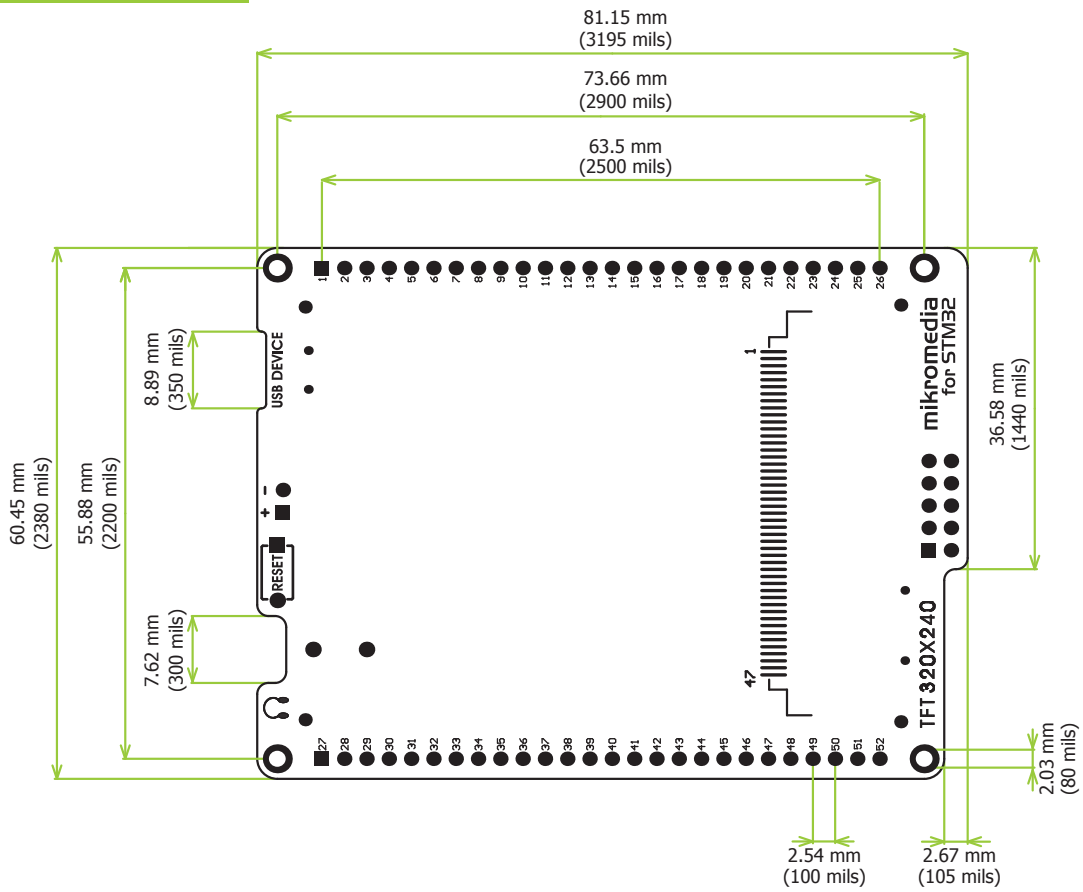 81.15 mm
(3195 mils)
73.66 mm
(2900 mils)
63.5 mm
(2500 mils)
1 2 3 4 5 6 7 8 9 10 11 12 13 14 15 16 17 18 19 20 21 22 23 24 25 26
60.45 mm
(2380 mils)
55.88 mm
(2200 mils)
8.89 mm
(350 mils)
7.62 mm
(300 mils)
USB DEVICE
- 
+
RESET
1
47
mikromedia
for STM32
36.58 mm
(1440 mils)
TFT 320X240
27 28 29 30 31 32 33 34 35 36 37 38 39 40 41 42 43 44 45 46 47 48 49 50 51 52
2.03 mm
(80 mils)
2.54 mm
(100 mils)
2.67 mm
(105 mils)